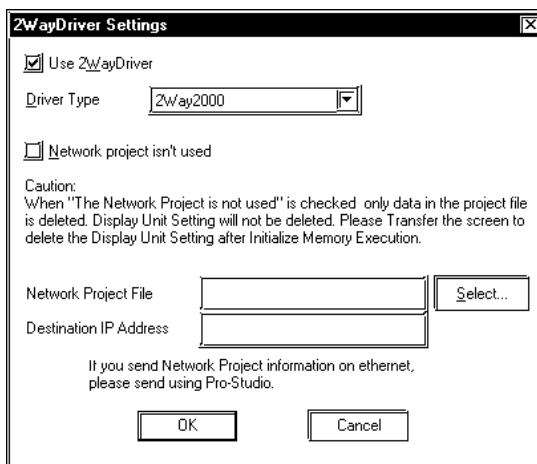 2WayDriver Settings
Use 2WayDriver
Driver Type 2Way2000
Network project isn't used
Caution:
When "The Network Project is not used" is checked only data in the project file
is deleted. Display Unit Setting will not be deleted. Please Transfer the screen to
delete the Display Unit Setting after Initialize Memory Execution.
Network Project File Select...
Destination IP Address
If you send Network Project information on ethernet,
please send using Pro-Studio.
OK Cancel